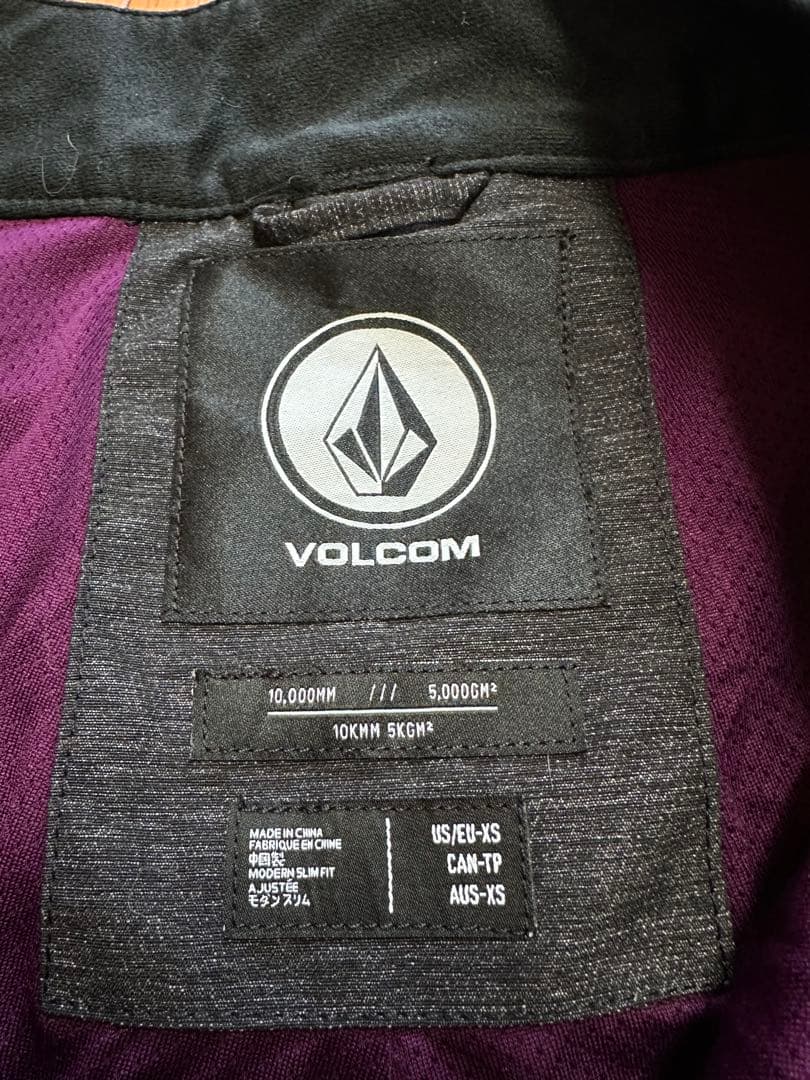 VOLCOM
10,000MM /// 5,000GM²
10KMM 5KGM²
MADE IN CHINA
FABRIQUE EN CHINE
中国製
MODERN SLIM FIT
AJUSTÉE
モダンスリム
US/EU-XS
CAN-TP
AUS-XS